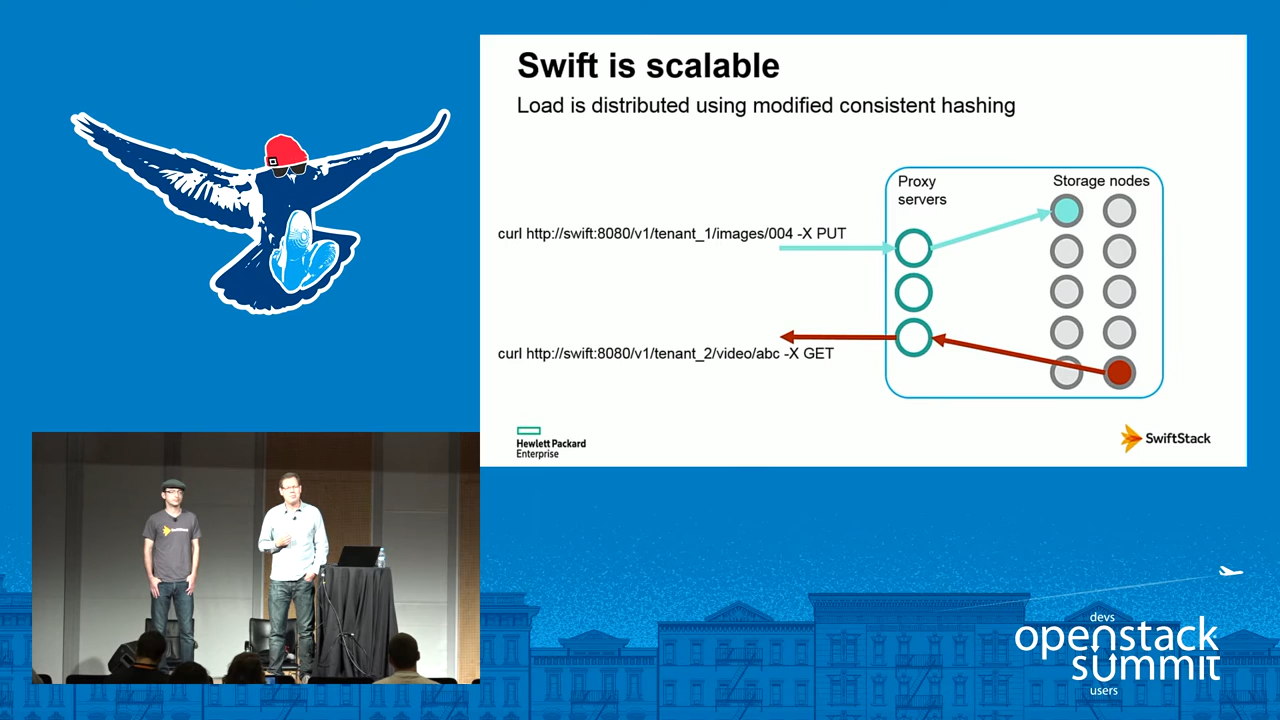 Swift is scalable
Load is distributed using modified consistent hashing
Proxy
servers
Storage nodes
curl http://swift:8080/v1/tenant_1/images/004 -X PUT
curl http://swift:8080/v1/tenant_2/video/abc -X GET
Hewlett Packard
Enterprise
SwiftStack
SwiftStack
devs
openstack
summit
users